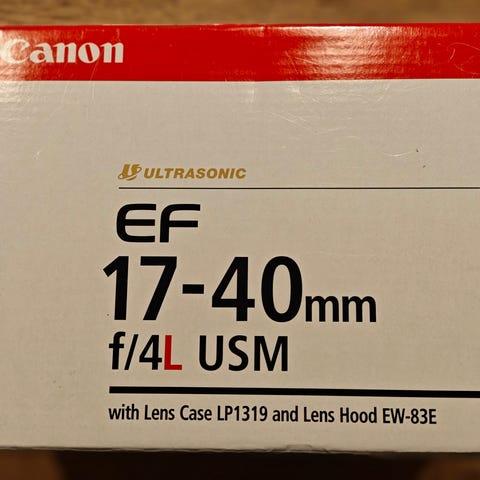 Canon
ULTRASONIC
EF
17-40mm
f/4L USM
with Lens Case LP1319 and Lens Hood EW-83E